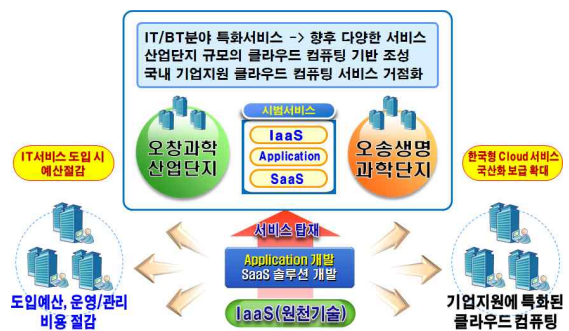 IT/BT분야 특화서비스 -> 향후 다양한 서비스
산업단지 규모의 클라우드 컴퓨팅 기반 조성
국내 기업지원 클라우드 컴퓨팅 서비스 거점화
시범서비스
오창과학
산업단지
IaaS
Application
SaaS
오송생명
과학단지
IT서비스 도입 시
예산절감
한국형 Cloud 서비스
국산화 보급 확대
서비스 탑재
Application 개발
SaaS 솔루션 개발
IaaS(원천기술)
도입예산, 운영/관리
비용 절감
기업지원에 특화된
클라우드 컴퓨팅